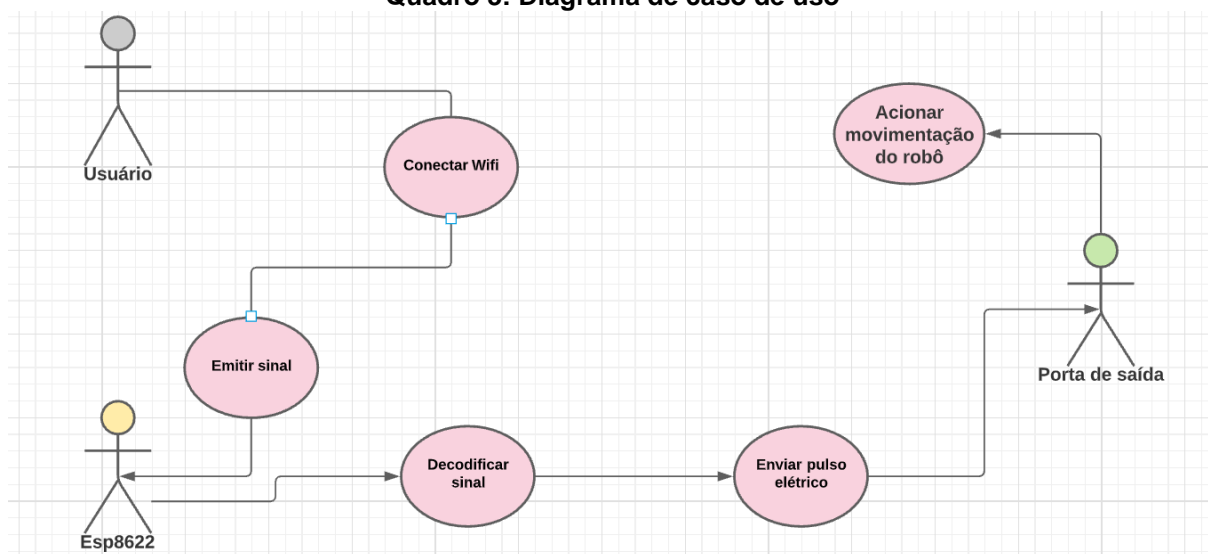 Quadro 3: Diagrama de caso de uso
Usuário
Conectar Wifi
Acionar
movimentação
do robô
Emitir sinal
Porta de saída
Decodificar
sinal
Enviar pulso
elétrico
Esp8622